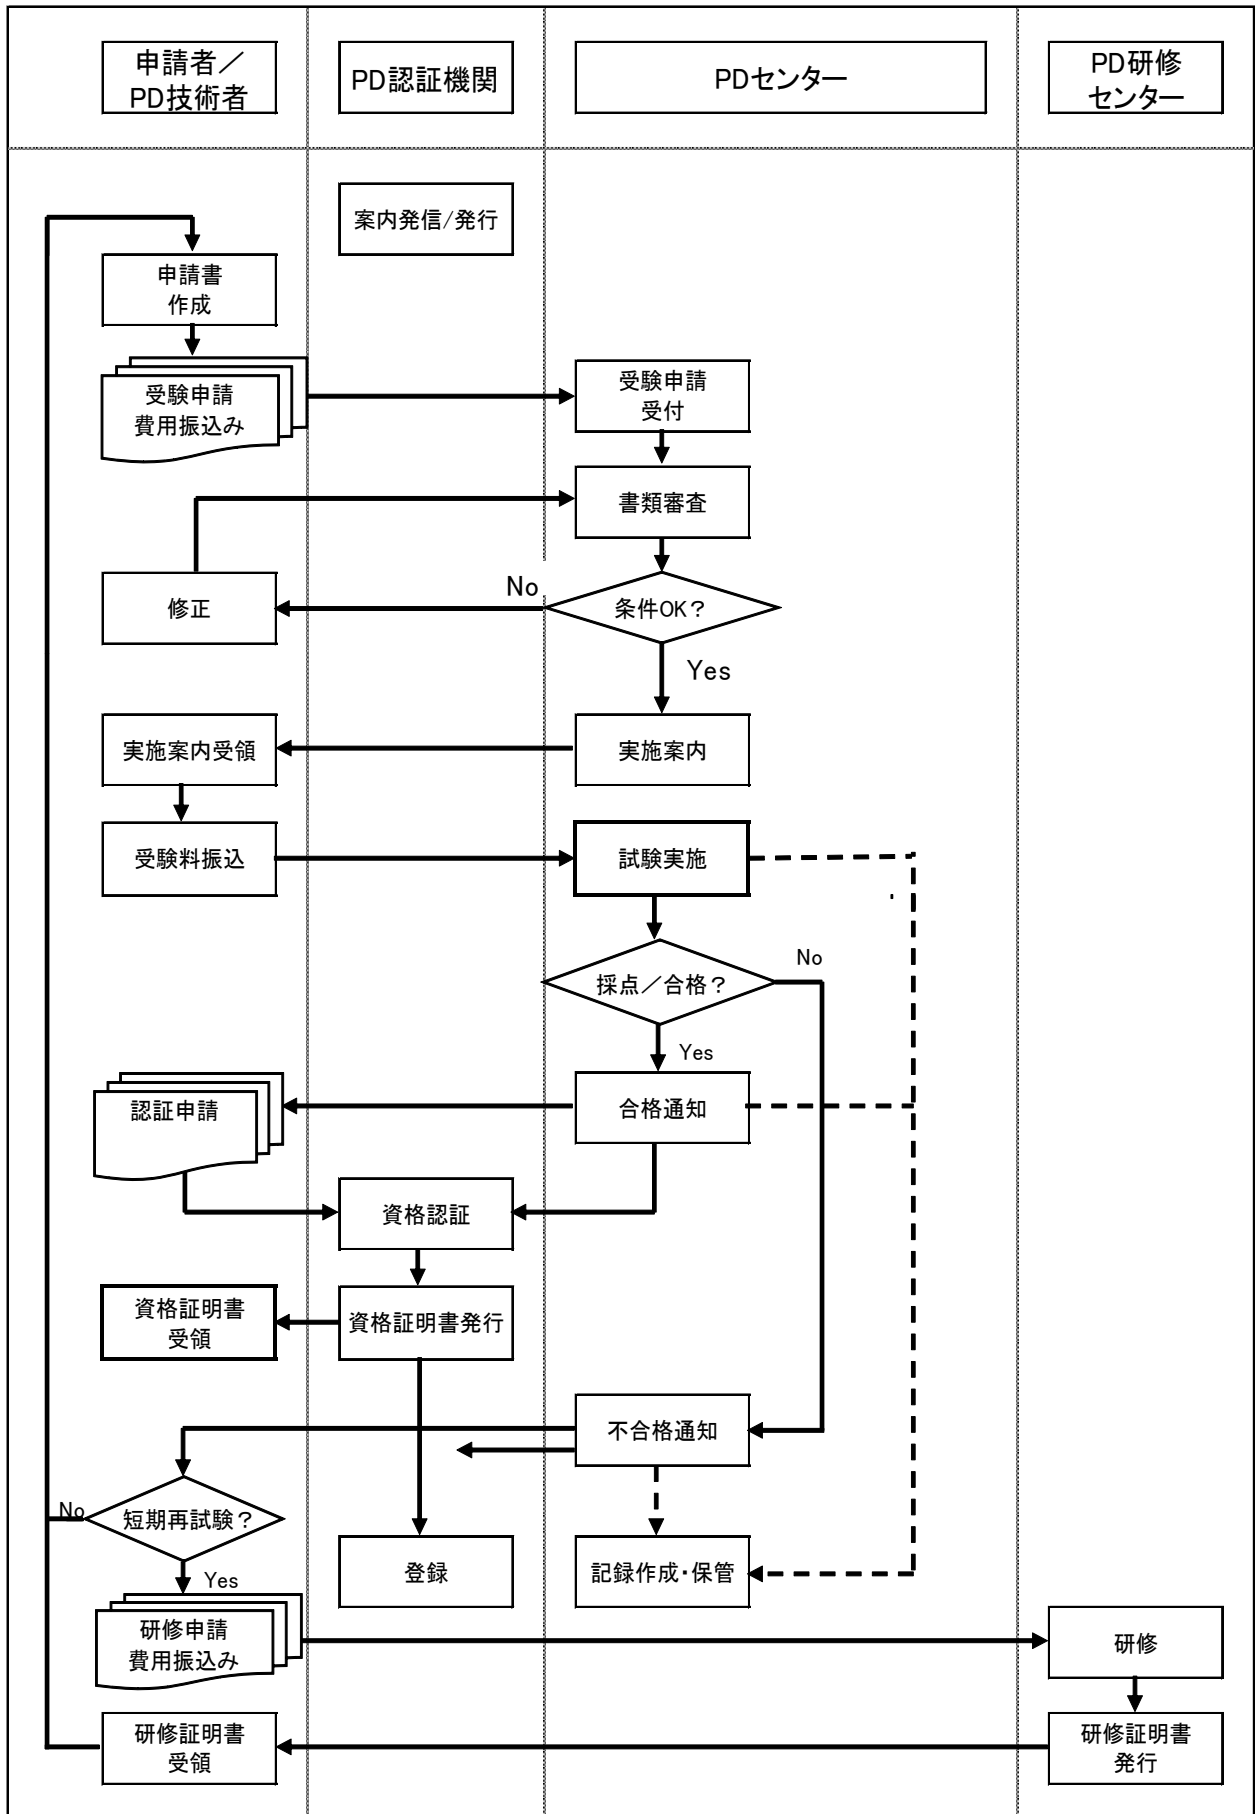 申請者／
PD技術者
PD認証機関
PDセンター
PD研修
センター
案内発信/発行
申請書
作成
受験申請
費用振込み
受験申請
受付
書類審査
No
条件OK？
修正
Yes
実施案内受領
実施案内
受験料振込
試験実施
採点／合格？
No
Yes
認証申請
合格通知
資格認証
資格証明書
受領
資格証明書発行
不合格通知
No
短期再試験？
Yes
登録
記録作成・保管
研修申請
費用振込み
研修
研修証明書
受領
研修証明書
発行